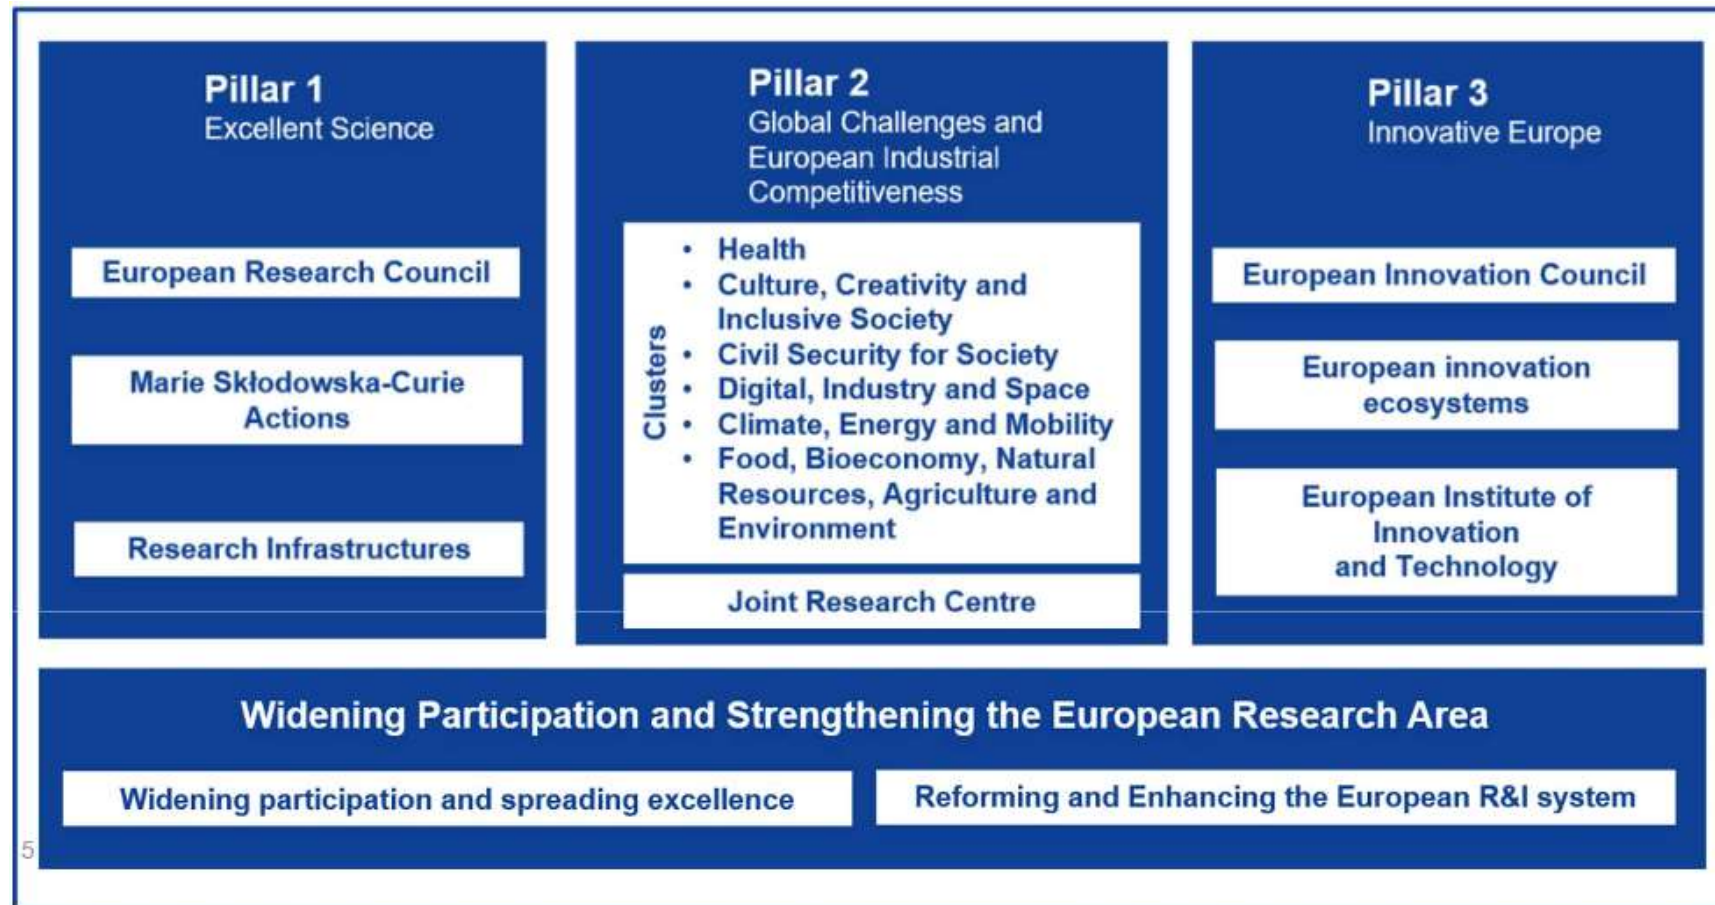 Pillar 1
Excellent Science
European Research Council
Marie Skłodowska-Curie
Actions
Research Infrastructures
Pillar 2
Global Challenges and
European Industrial
Competitiveness
Clusters
• Health
• Culture, Creativity and
Inclusive Society
• Civil Security for Society
• Digital, Industry and Space
• Climate, Energy and Mobility
• Food, Bioeconomy, Natural
Resources, Agriculture and
Environment
Joint Research Centre
Pillar 3
Innovative Europe
European Innovation Council
European innovation
ecosystems
European Institute of
Innovation
and Technology
Widening Participation and Strengthening the European Research Area
Widening participation and spreading excellence
Reforming and Enhancing the European R&I system
5